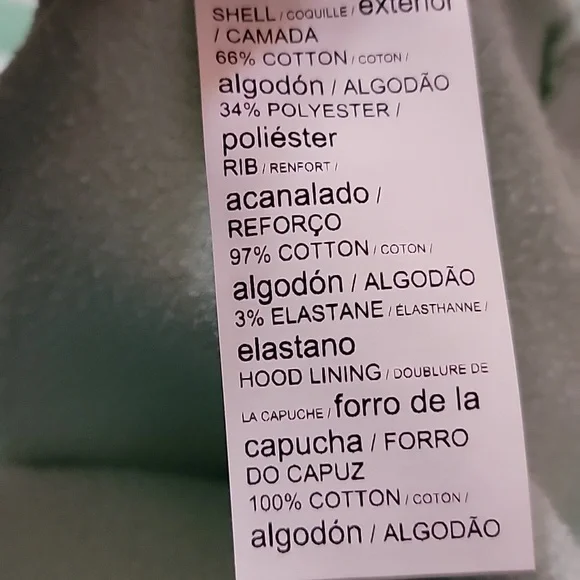 SHELL / COQUILLE / exterior
/ CAMADA
66% COTTON / COTON /
algodón / ALGODÃO
34% POLYESTER /
poliéster
RIB / RENFORT /
acanalado /
REFORÇO
97% COTTON / COTON /
algodón / ALGODÃO
3% ELASTANE / ÉLASTHANNE /
elastano
HOOD LINING / DOUBLURE DE
LA CAPUCHE / forro de la
capucha / FORRO
DO CAPUZ
100% COTTON / COTON /
algodón / ALGODÃO